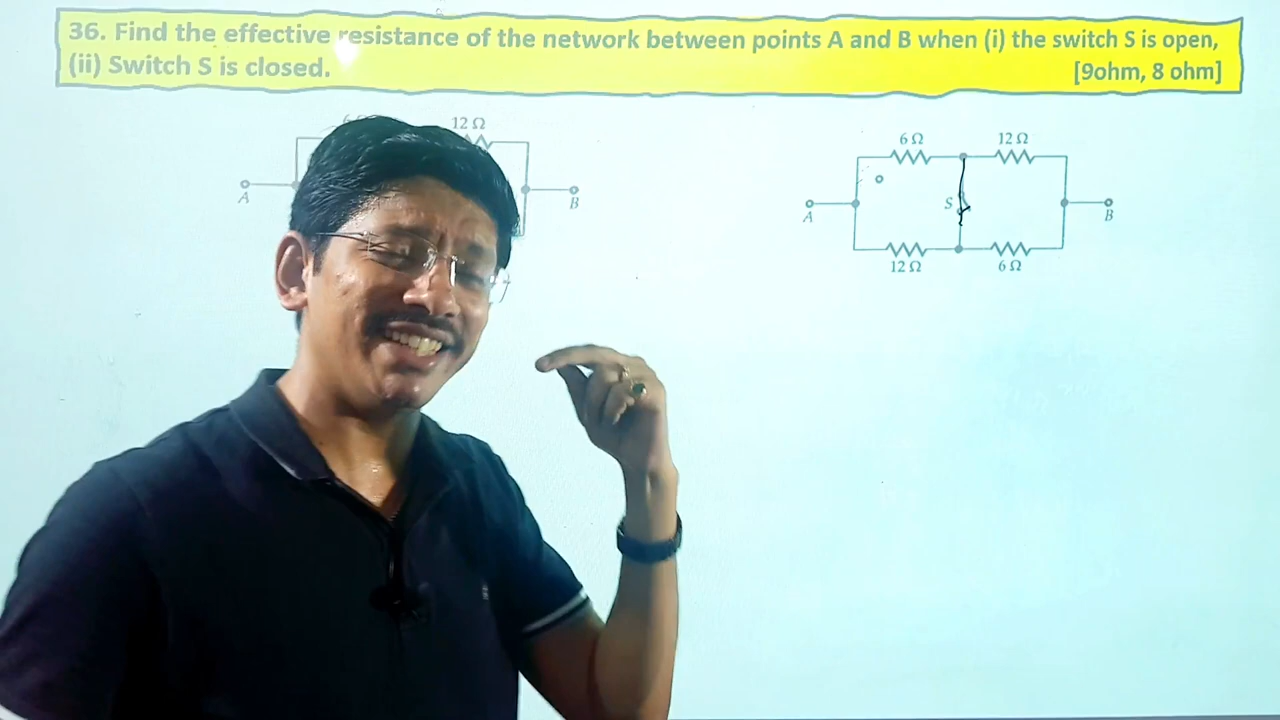 36. Find the effective resistance of the network between points A and B when (i) the switch S is open,
(ii) Switch S is closed. [9ohm, 8 ohm]
12 Ω
A
B
6 Ω
12 Ω
A
S
B
12 Ω
6 Ω